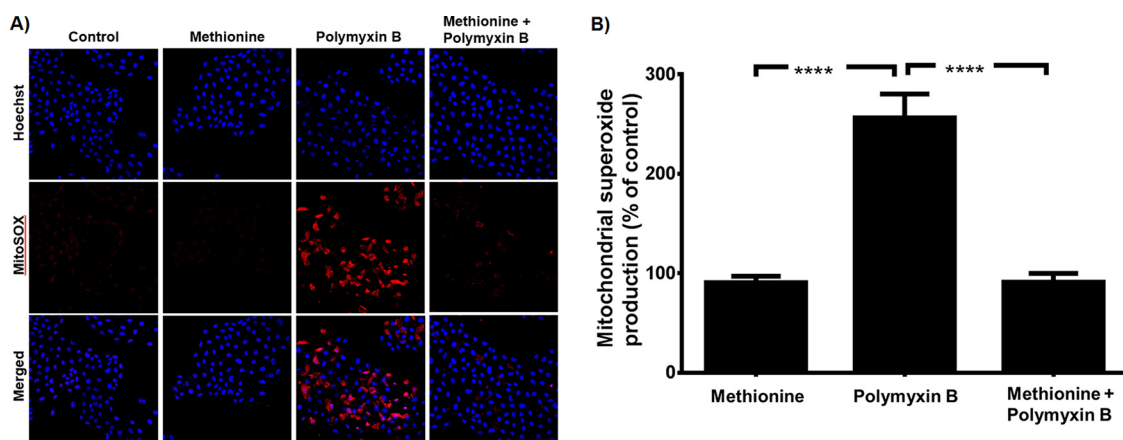 A)
Control
Methionine
Polymyxin B
Methionine +
Polymyxin B
Hoechst
MitoSOX
Merged
B)
Mitochondrial superoxide
production (% of control)
300
200
100
0
****
****
Methionine
Polymyxin B
Methionine +
Polymyxin B